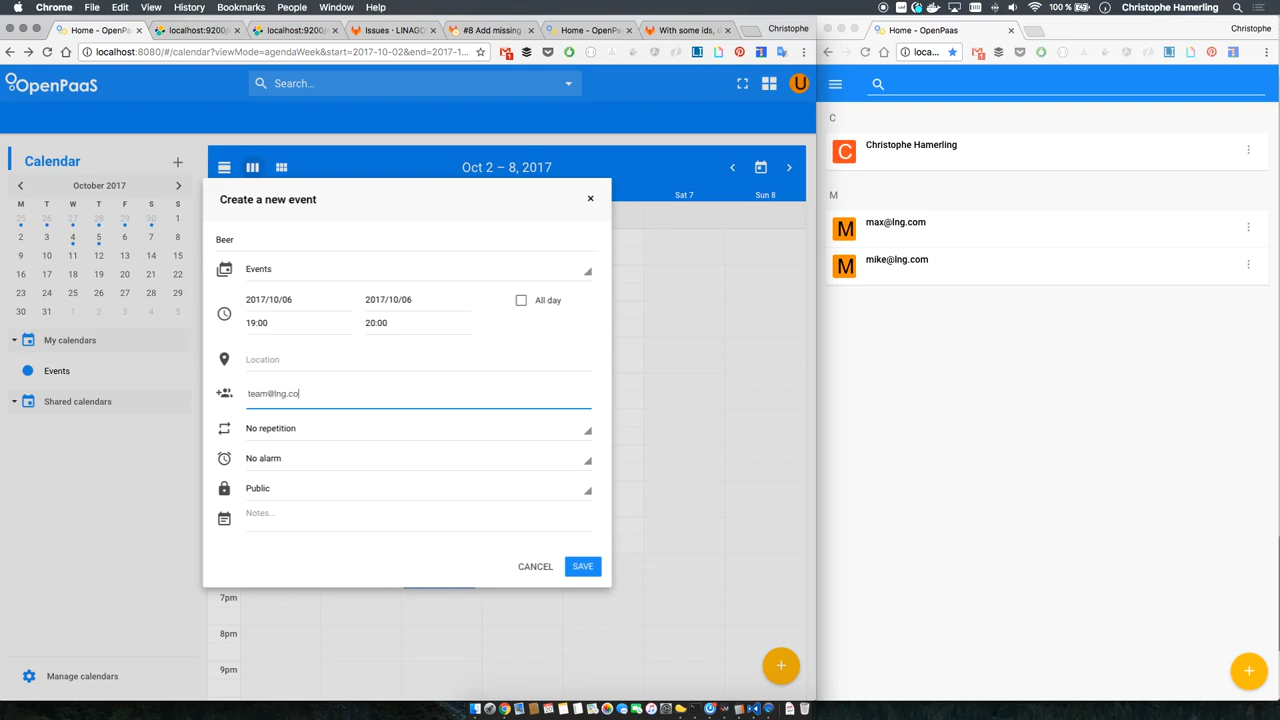 Chrome File Edit View History Bookmarks People Window Help
100 % Christophe Hamerling
Home - OpenPa
localhost:9200/
localhost:9200/
Issues · LINAGO
#8 Add missing
Home - OpenPa
With some ids,
Christophe
localhost:8080/#/calendar?viewMode=agendaWeek&start=2017-10-02&end=2017-1...
OpenPaaS
Search...
U
Calendar
October 2017
M T W T F S S
25 26 27 28 29 30 1
2 3 4 5 6 7 8
9 10 11 12 13 14 15
16 17 18 19 20 21 22
23 24 25 26 27 28 29
30 31 1 2 3 4 5
My calendars
Events
Shared calendars
Manage calendars
Oct 2 – 8, 2017
Sat 7
Sun 8
Create a new event
×
Beer
Events
2017/10/06
2017/10/06
All day
19:00
20:00
Location
team@lng.co
No repetition
No alarm
Public
Notes...
CANCEL
SAVE
7pm
8pm
9pm
+
Home - OpenPaas
Christophe
loca...
C
C
Christophe Hamerling
M
M
max@lng.com
M
mike@lng.com
+